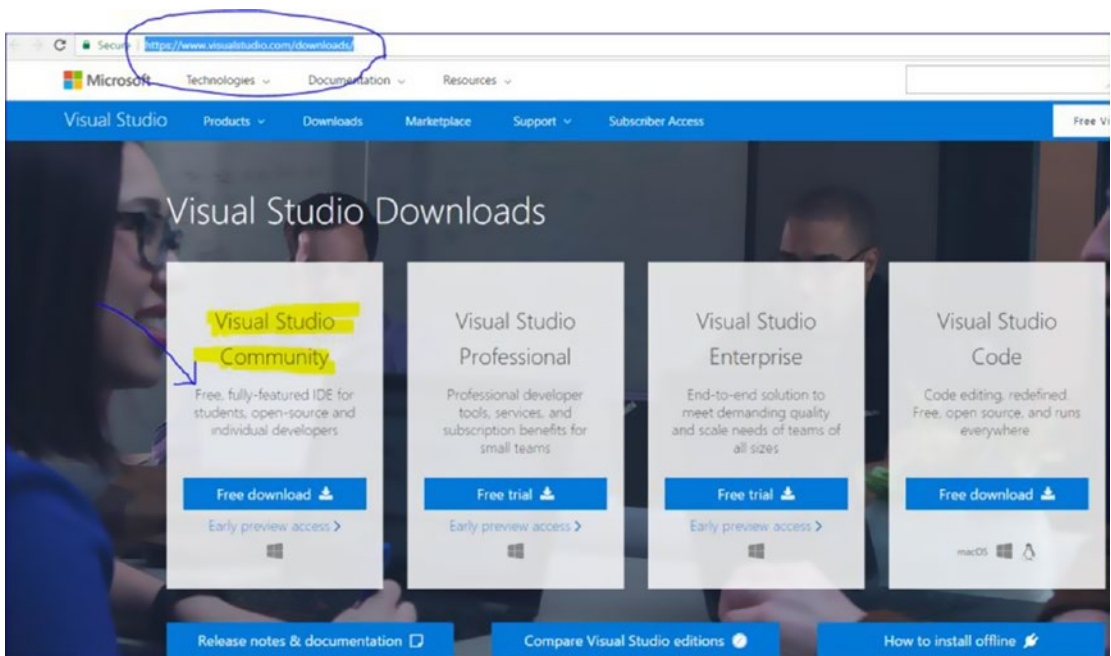 Secure
https://www.visualstudio.com/downloads/
Microsoft Technologies Documentation Resources
Visual Studio Products Downloads Marketplace Support Subscriber Access Free
Visual Studio Downloads
Visual Studio
Community
Free, fully-featured IDE for
students, open-source and
individual developers
Free download
Early preview access
Visual Studio
Professional
Professional developer
tools, services, and
subscription benefits for
small teams
Free trial
Early preview access
Visual Studio
Enterprise
End-to-end solution to
meet demanding quality
and scale needs of teams of
all sizes
Free trial
Early preview access
Visual Studio
Code
Code editing, redefined.
Free, open source, and runs
everywhere
Free download
macOS
Release notes & documentation
Compare Visual Studio editions
How to install offline